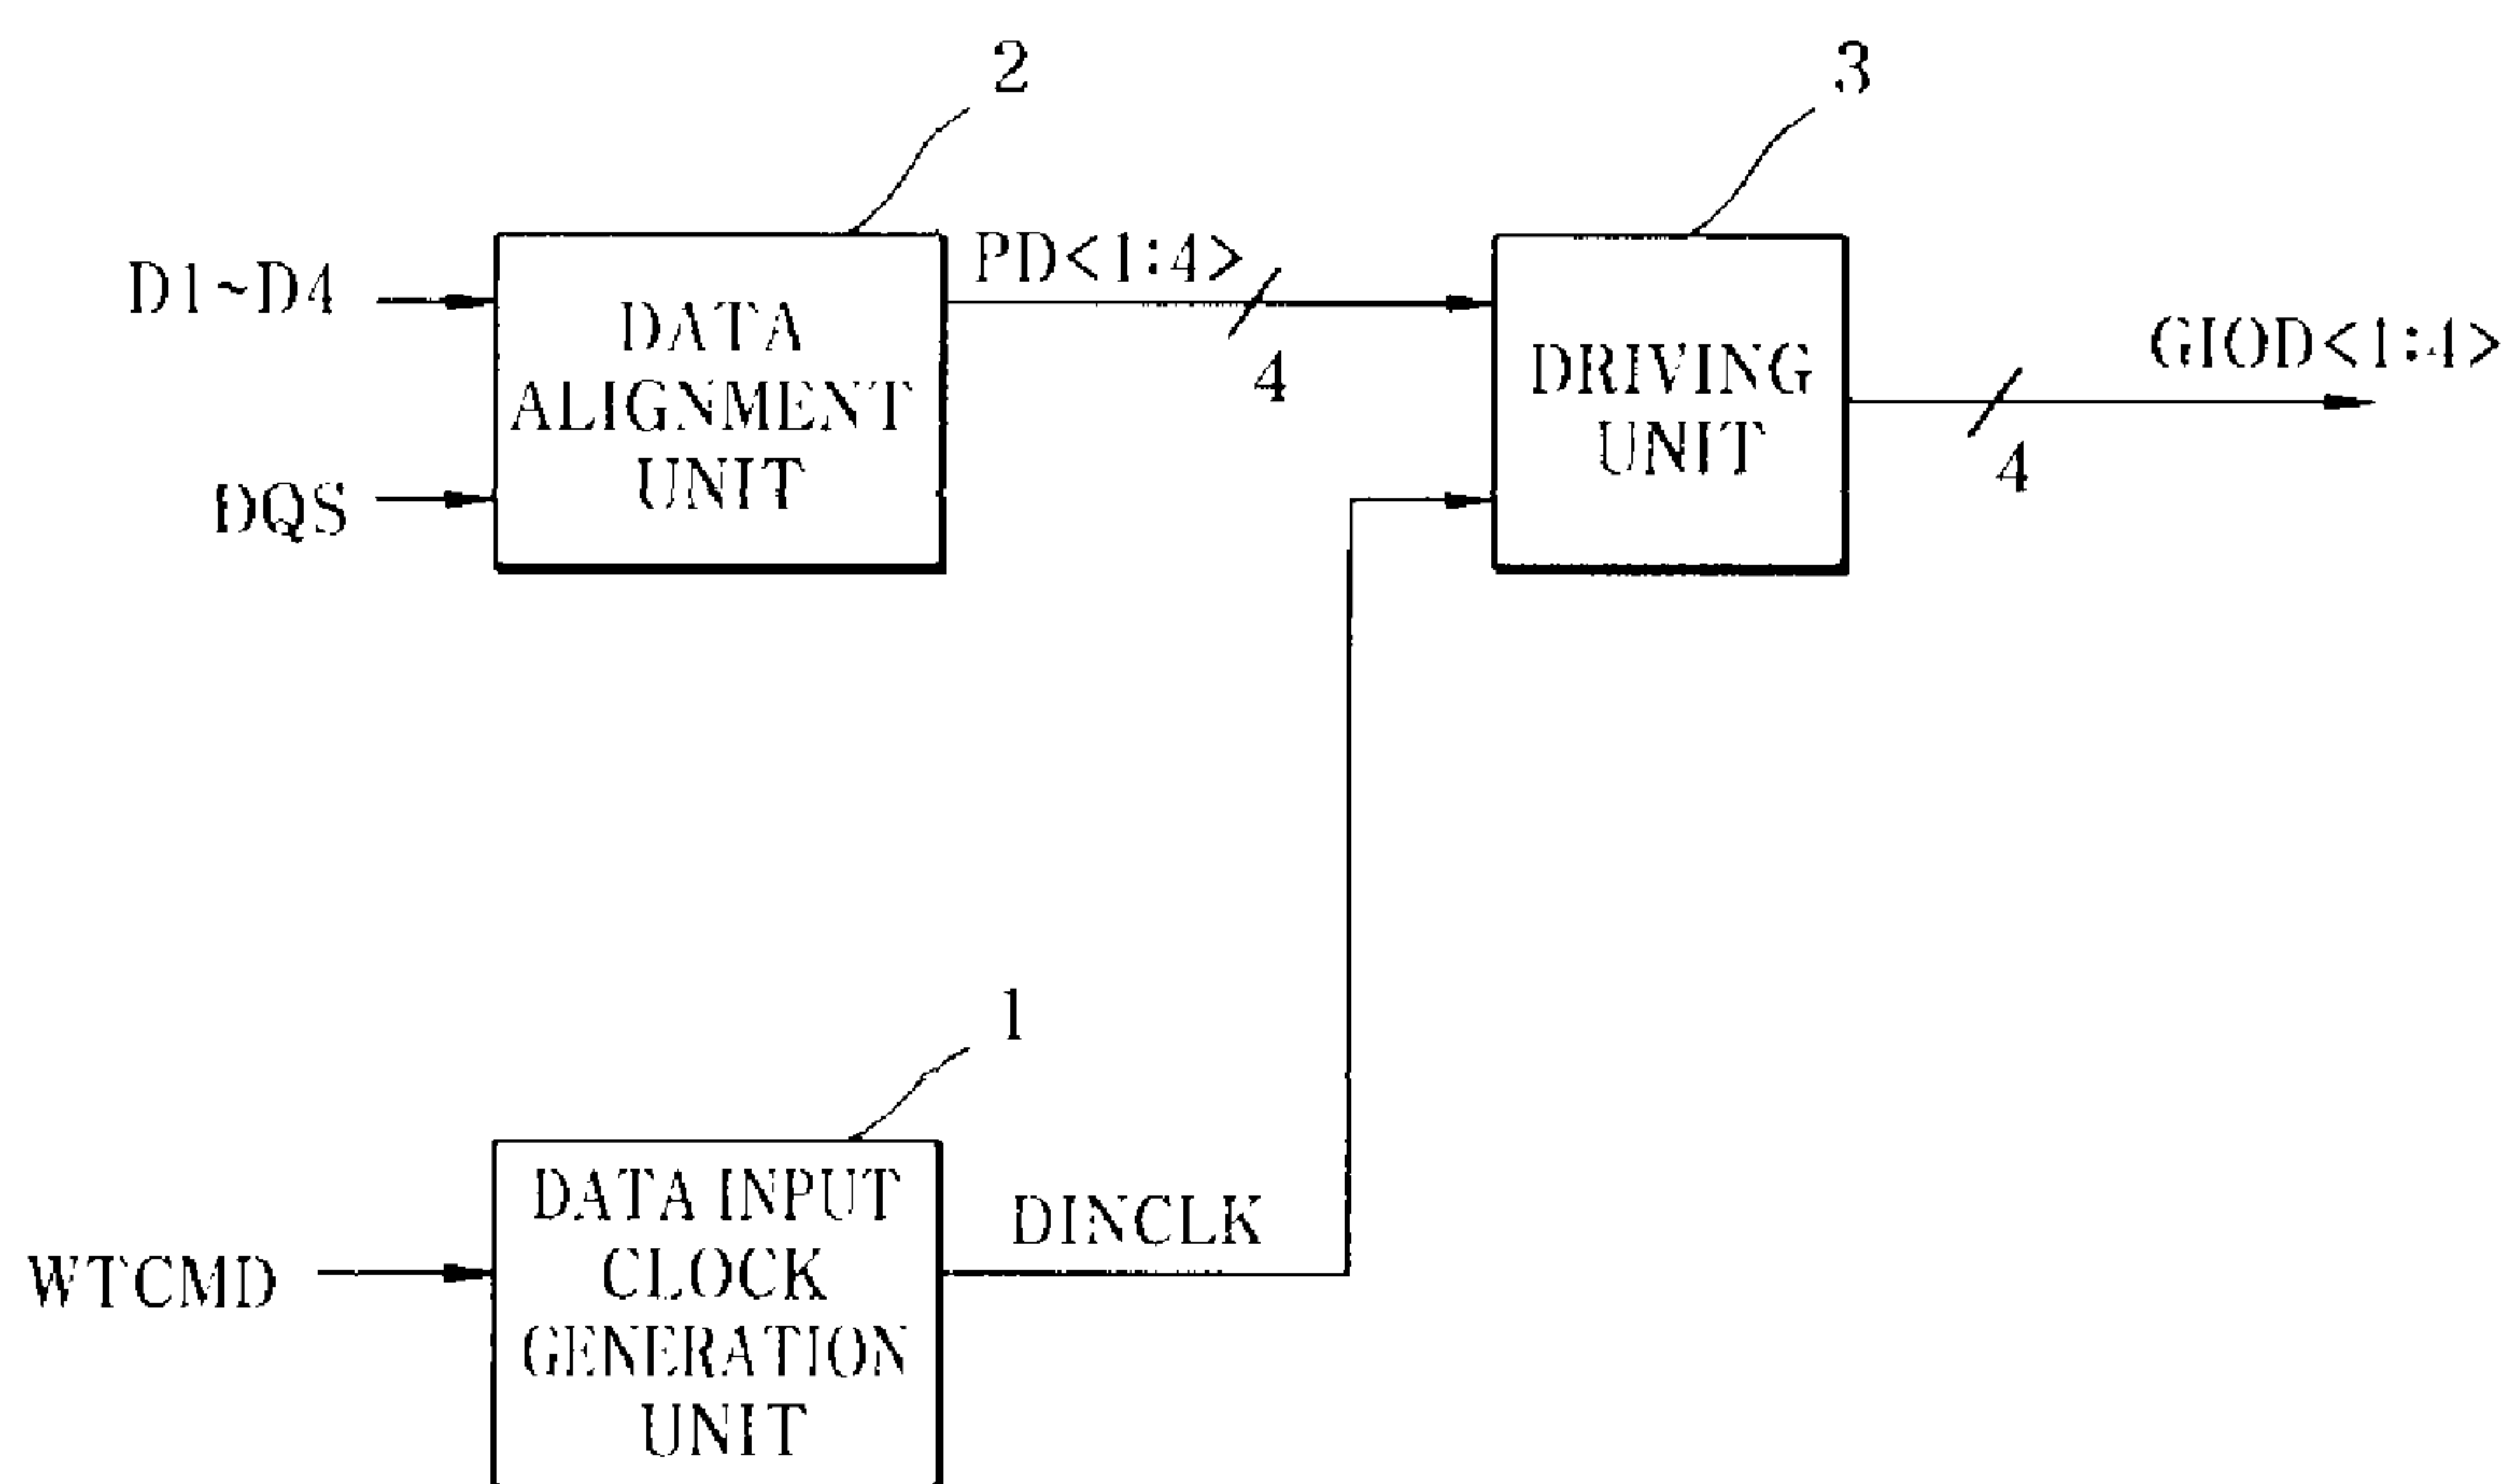 2
3
D1~D4
DQS
DATA
ALIGNMENT
UNIT
PD<1:4>
4
DRIVING
UNIT
GIOD<1:4>
4
1
WTCMD
DATA INPUT
CLOCK
GENERATION
UNIT
DINCLK